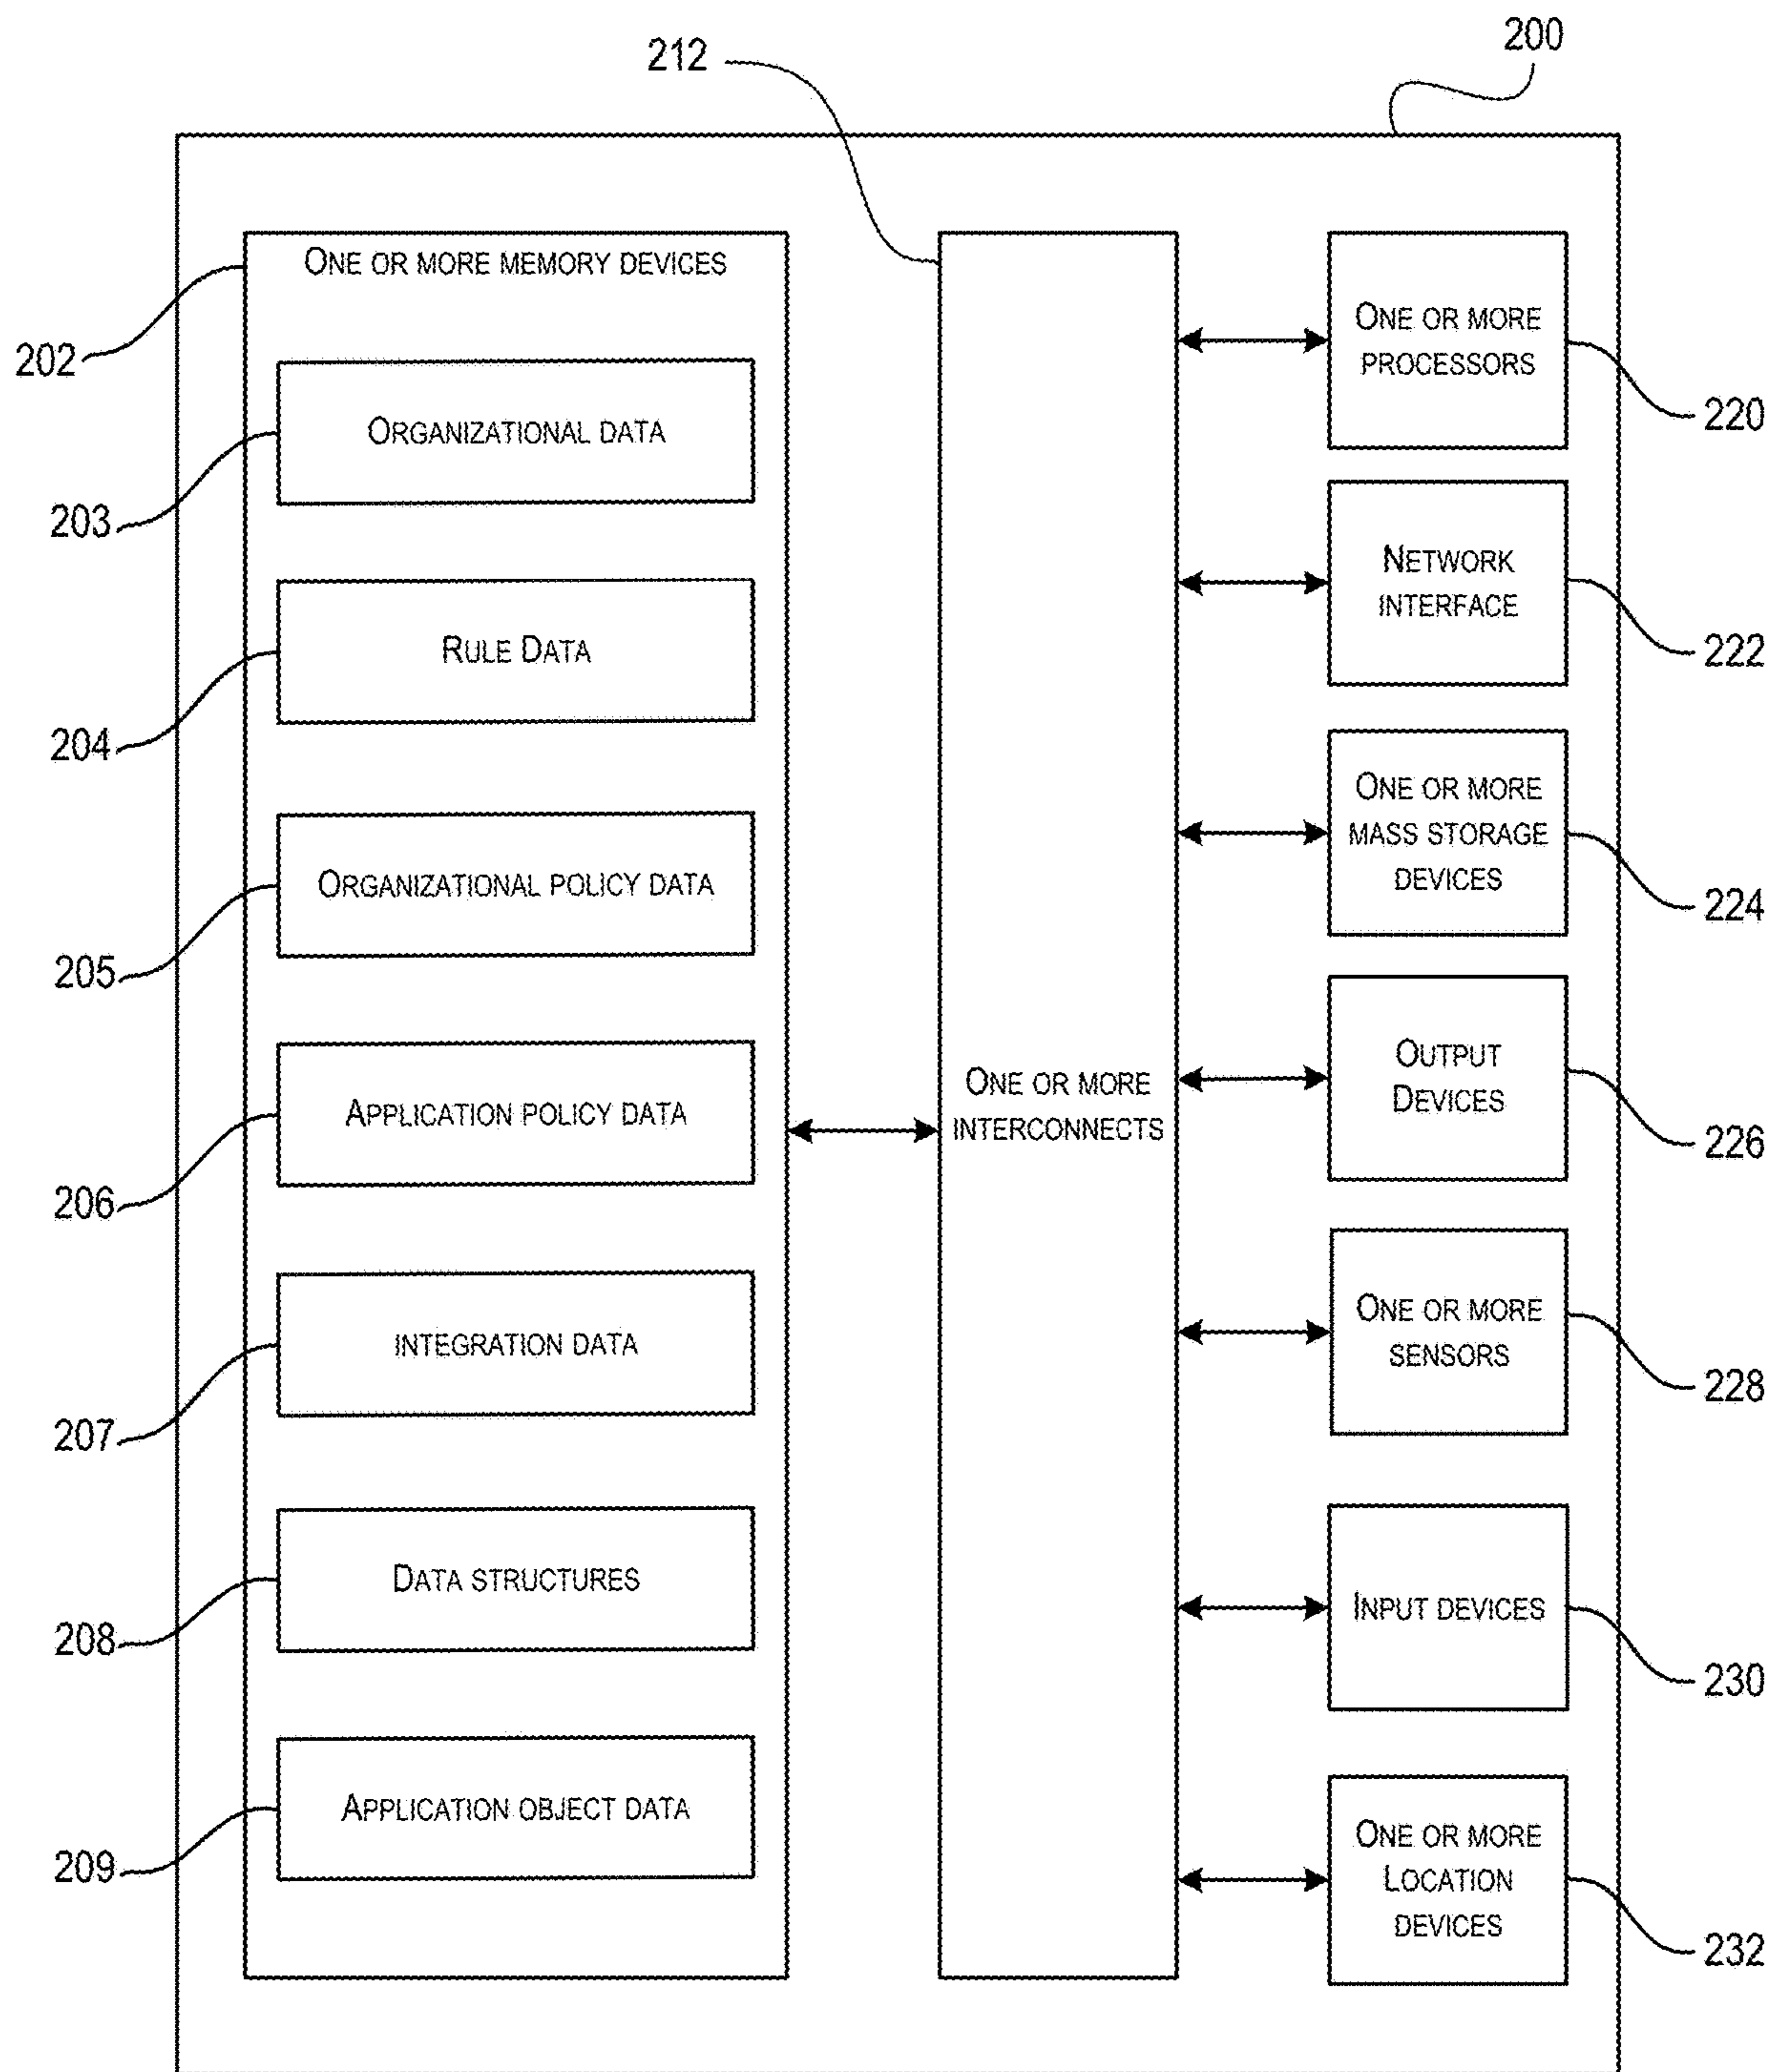 212
200
ONE OR MORE MEMORY DEVICES
202
ORGANIZATIONAL DATA
203
RULE DATA
204
ORGANIZATIONAL POLICY DATA
205
APPLICATION POLICY DATA
206
INTEGRATION DATA
207
DATA STRUCTURES
208
APPLICATION OBJECT DATA
209
ONE OR MORE
INTERCONNECTS
ONE OR MORE
PROCESSORS
220
NETWORK
INTERFACE
222
ONE OR MORE
MASS STORAGE
DEVICES
224
OUTPUT
DEVICES
226
ONE OR MORE
SENSORS
228
INPUT DEVICES
230
ONE OR MORE
LOCATION
DEVICES
232